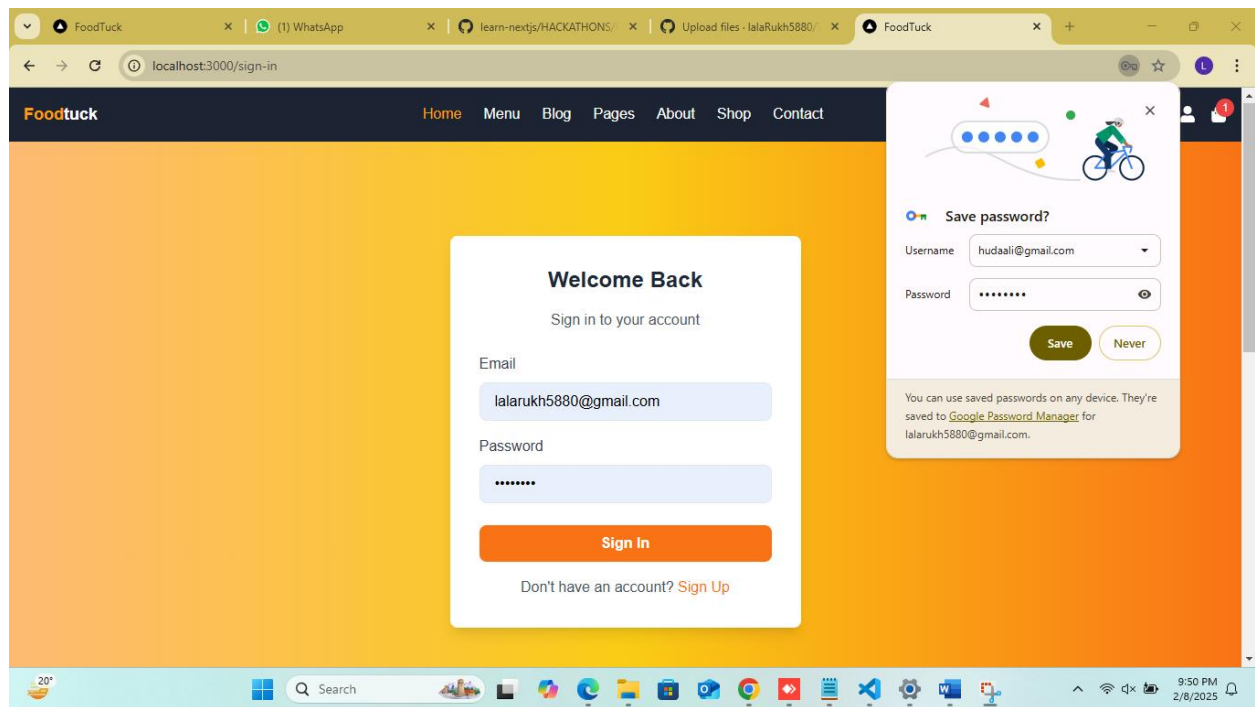 FoodTuck
(1) WhatsApp
learn-nextjs/HACKATHONS/
Upload files · lalaRukh5880/
FoodTuck
localhost:3000/sign-in
L
Foodtuck
Home Menu Blog Pages About Shop Contact
1
Save password?
Username hudaali@gmail.com
Password ••••••••
Save Never
You can use saved passwords on any device. They're
saved to Google Password Manager for
lalarukh5880@gmail.com.
Welcome Back
Sign in to your account
Email
lalarukh5880@gmail.com
Password
••••••••
Sign In
Don't have an account? Sign Up
20°
Search
9:50 PM
2/8/2025